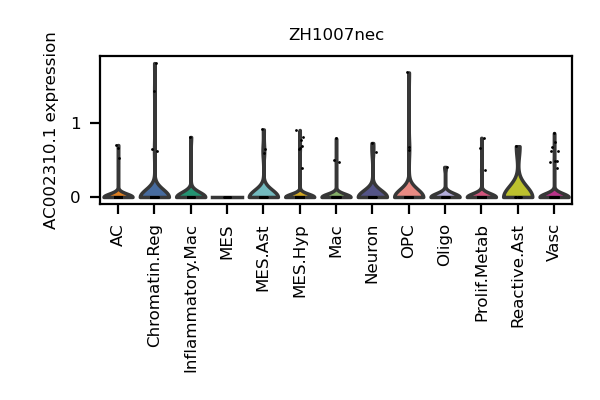 ZH1007nec
AC002310.1 expression
1
0
AC
Chromatin.Reg
Inflammatory.Mac
MES
MES.Ast
MES.Hyp
Mac
Neuron
OPC
Oligo
Prolif.Metab
Reactive.Ast
Vasc